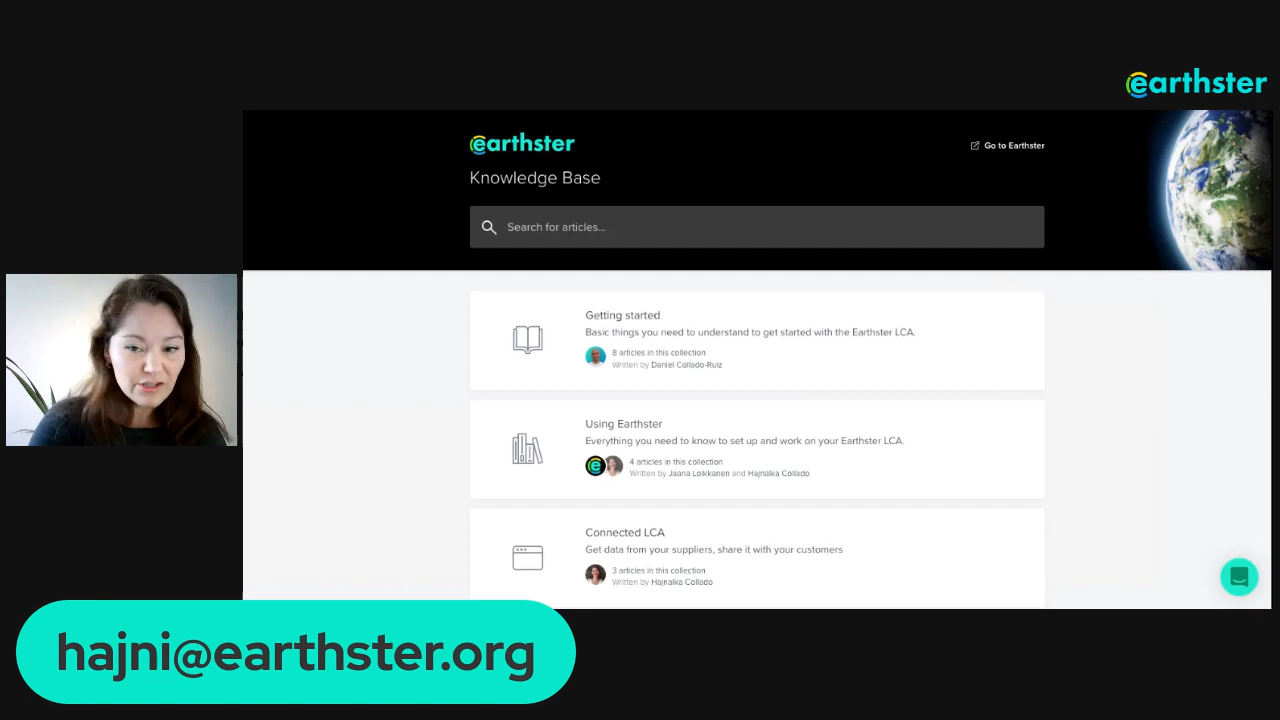 earthster
earthster
Go to Earthster
Knowledge Base
Search for articles...
Getting started
Basic things you need to understand to get started with the Earthster LCA.
8 articles in this collection
Written by Daniel Collado-Ruiz
Using Earthster
Everything you need to know to set up and work on your Earthster LCA.
4 articles in this collection
Written by Jaana Loikkanen and Hajnalka Collado
Connected LCA
Get data from your suppliers, share it with your customers
3 articles in this collection
Written by Hajnalka Collado
hajni@earthster.org